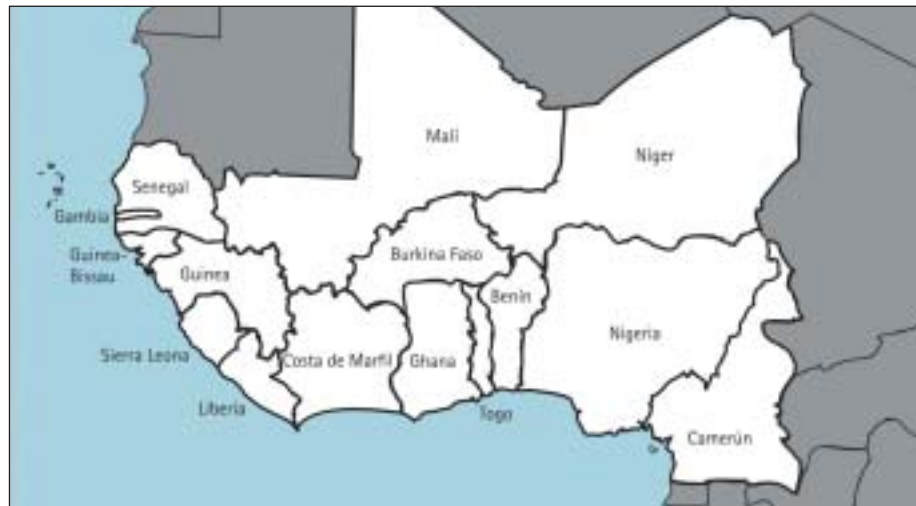 Mali
Niger
Senegal
Gambia
Burkina Faso
Guinea-
Bissau
Guinea
Benín
Nigeria
Sierra Leona
Costa de Marfil
Ghana
Liberia
Togo
Camerún